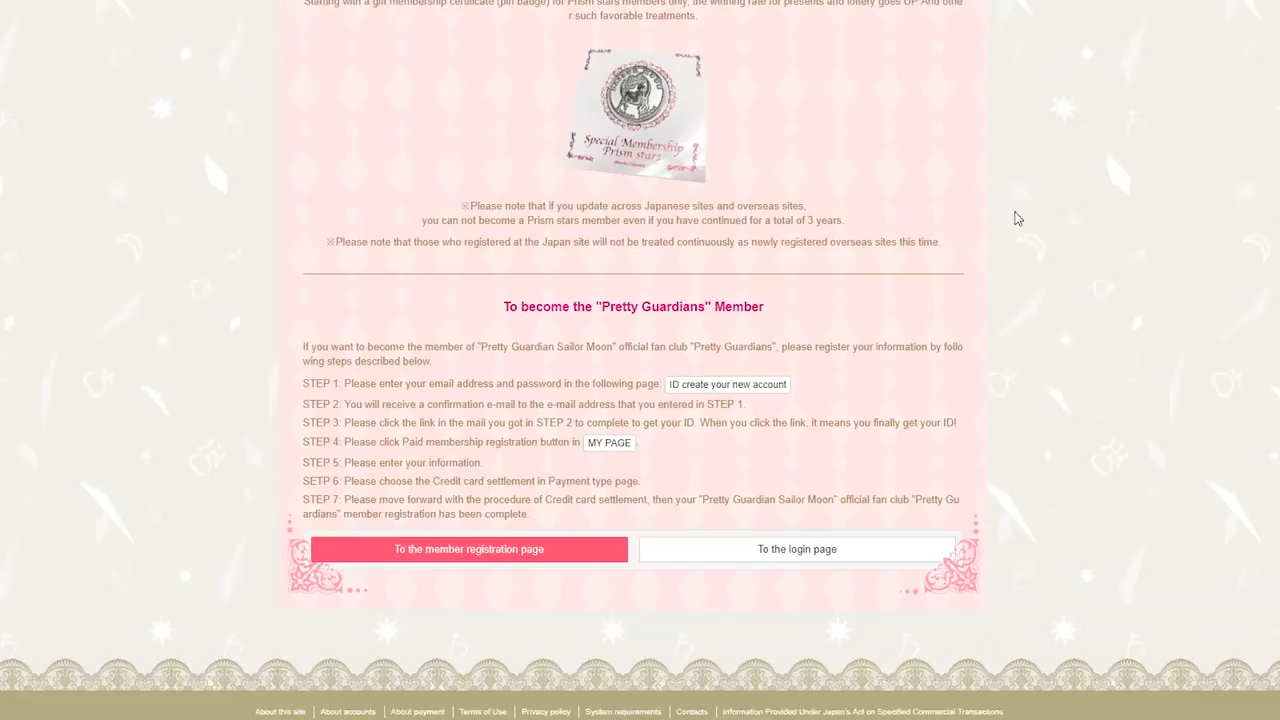 Starting with a gift membership certificate (pin badge) for Prism stars members only, the winning rate for presents and lottery goes UP And othe
r such favorable treatments.
Special Membership
Prism stars
※Please note that if you update across Japanese sites and overseas sites,
you can not become a Prism stars member even if you have continued for a total of 3 years.
※Please note that those who registered at the Japan site will not be treated continuously as newly registered overseas sites this time.
To become the "Pretty Guardians" Member
If you want to become the member of "Pretty Guardian Sailor Moon" official fan club "Pretty Guardians", please register your information by follo
wing steps described below.
STEP 1: Please enter your email address and password in the following page: ID create your new account
STEP 2: You will receive a confirmation e-mail to the e-mail address that you entered in STEP 1.
STEP 3: Please click the link in the mail you got in STEP 2 to complete to get your ID. When you click the link, it means you finally get your ID!
STEP 4: Please click Paid membership registration button in MY PAGE
STEP 5: Please enter your information.
SETP 6: Please choose the Credit card settlement in Payment type page.
STEP 7: Please move forward with the procedure of Credit card settlement, then your "Pretty Guardian Sailor Moon" official fan club "Pretty Gu
ardians" member registration has been complete.
To the member registration page To the login page
About this site About accounts About payment Terms of Use Privacy policy System requirements Contacts Information Provided Under Japan's Act on Specified Commercial Transactions